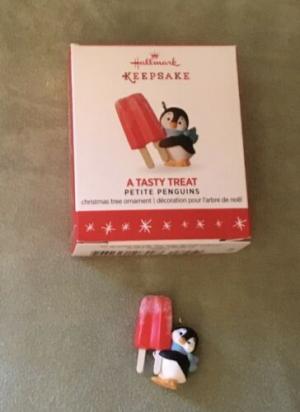 Hallmark
KEEPSAKE
A TASTY TREAT
PETITE PENGUINS
christmas tree ornament | décoration pour l'arbre de noël